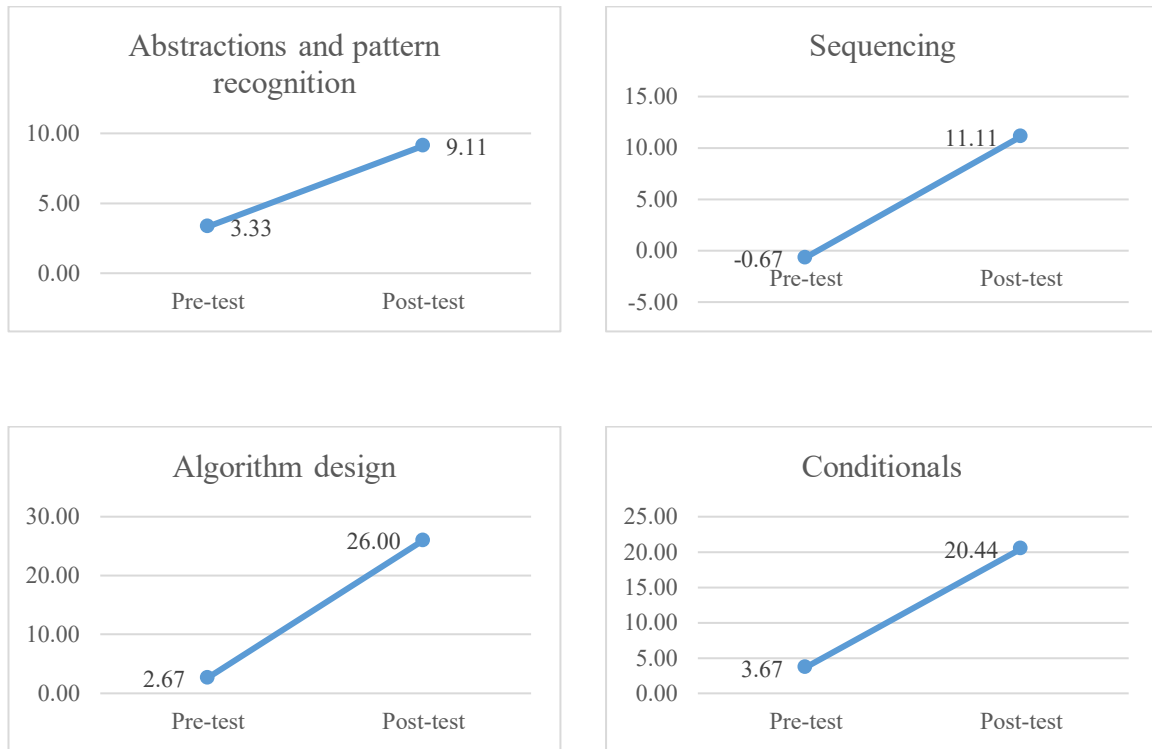 Abstractions and pattern
recognition
10.00
9.11
5.00
3.33
0.00
Pre-test Post-test
Sequencing
15.00
11.11
10.00
5.00
0.00
-0.67
Pre-test Post-test
-5.00
Algorithm design
30.00
26.00
20.00
10.00
2.67
0.00
Pre-test Post-test
Conditionals
25.00
20.44
20.00
15.00
10.00
5.00
3.67
0.00
Pre-test Post-test